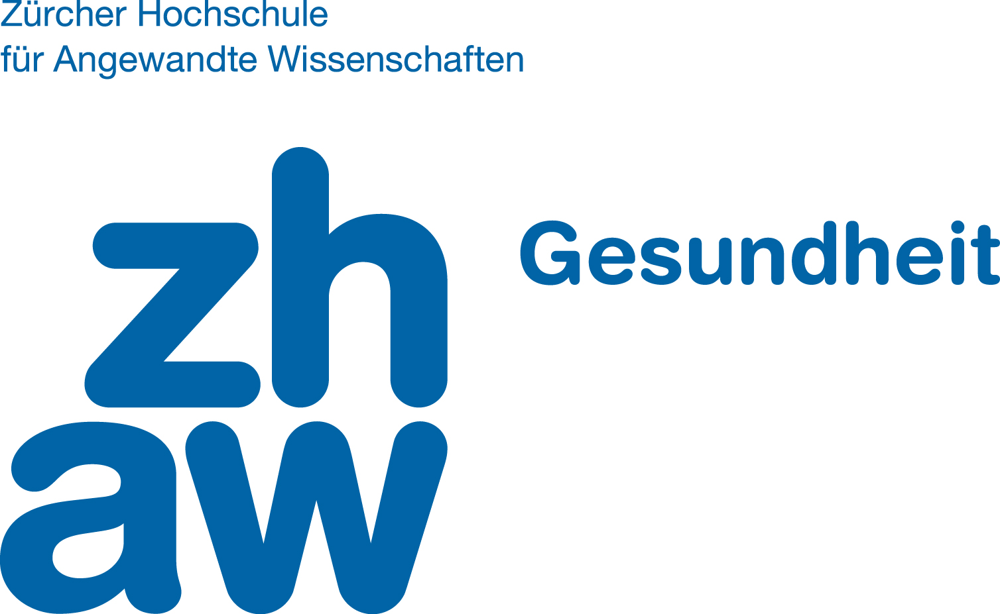 Zürcher Hochschule
für Angewandte Wissenschaften
zh
Gesundheit
aw